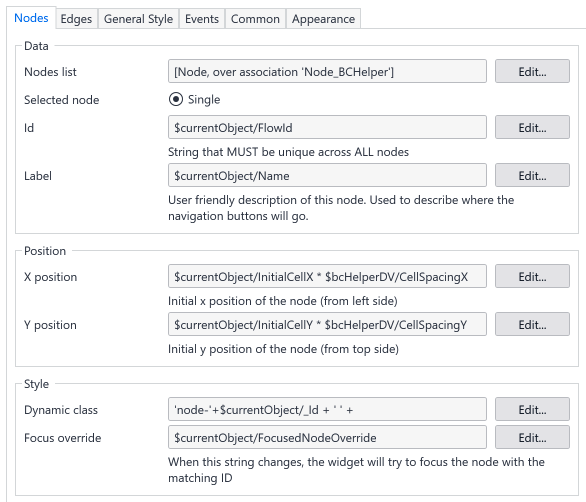 Nodes Edges General Style Events Common Appearance
Data
Nodes list [Node, over association 'Node_BCHelper'] Edit...
Selected node Single
Id $currentObject/FlowId Edit...
String that MUST be unique across ALL nodes
Label $currentObject/Name Edit...
User friendly description of this node. Used to describe where the
navigation buttons will go.
Position
X position $currentObject/InitialCellX * $bcHelperDV/CellSpacingX Edit...
Initial x position of the node (from left side)
Y position $currentObject/InitialCellY * $bcHelperDV/CellSpacingY Edit...
Initial y position of the node (from top side)
Style
Dynamic class 'node-'+$currentObject/_Id + ' ' + Edit...
Focus override $currentObject/FocusedNodeOverride Edit...
When this string changes, the widget will try to focus the node with the
matching ID